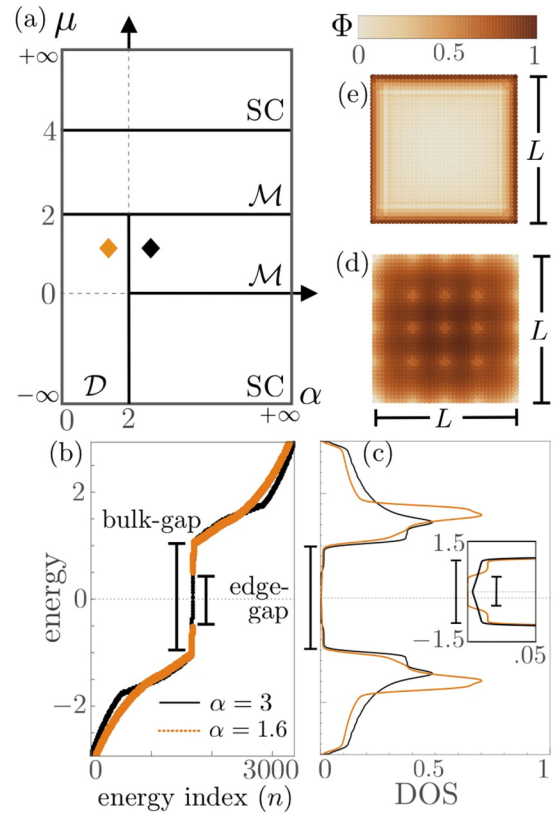 (a) μ
+∞
4
2
0
−∞
SC
ℳ
ℳ
𝒟
SC
α
0
2
+∞
Φ
0
0.5
1
(e)
L
(d)
L
L
(b)
bulk-gap
edge-
gap
energy
2
0
−2
α = 3
α = 1.6
0
3000
energy index (n)
(c)
1.5
−1.5
.05
0
0.5
1
DOS